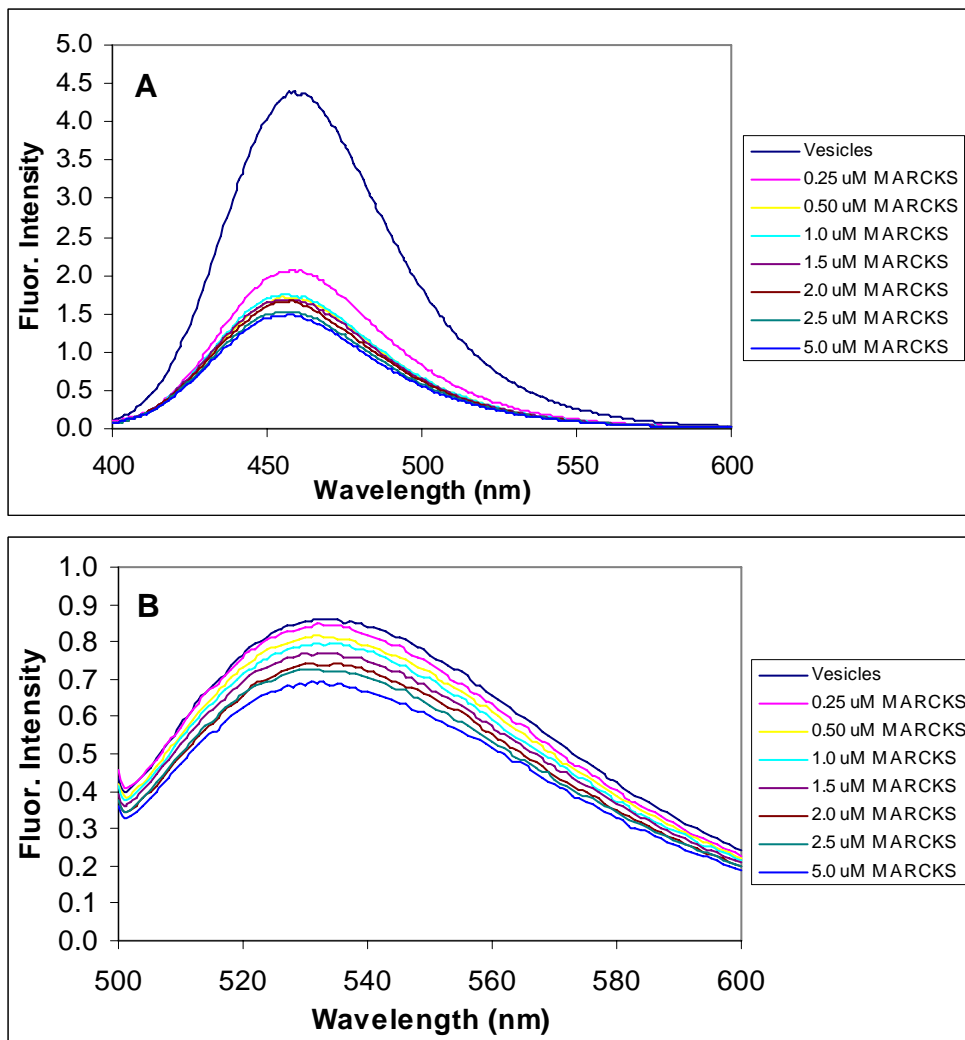 A
5.0
4.5
4.0
3.5
3.0
2.5
2.0
1.5
1.0
0.5
0.0
Fluor. Intensity
400 450 500 550 600
Wavelength (nm)
Vesicles
0.25 uM MARCKS
0.50 uM MARCKS
1.0 uM MARCKS
1.5 uM MARCKS
2.0 uM MARCKS
2.5 uM MARCKS
5.0 uM MARCKS
B
1.0
0.9
0.8
0.7
0.6
0.5
0.4
0.3
0.2
0.1
0.0
Fluor. Intensity
500 520 540 560 580 600
Wavelength (nm)
Vesicles
0.25 uM MARCKS
0.50 uM MARCKS
1.0 uM MARCKS
1.5 uM MARCKS
2.0 uM MARCKS
2.5 uM MARCKS
5.0 uM MARCKS